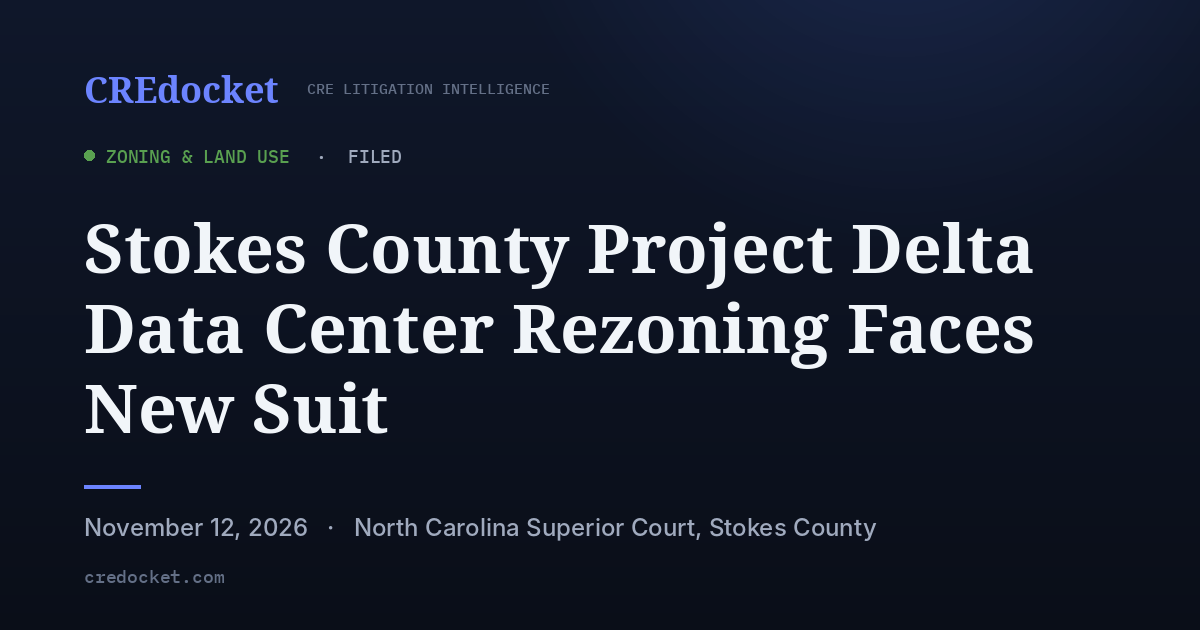 CREdocket CRE LITIGATION INTELLIGENCE
ZONING & LAND USE · FILED
Stokes County Project Delta
Data Center Rezoning Faces
New Suit
November 12, 2026 · North Carolina Superior Court, Stokes County
credocket.com